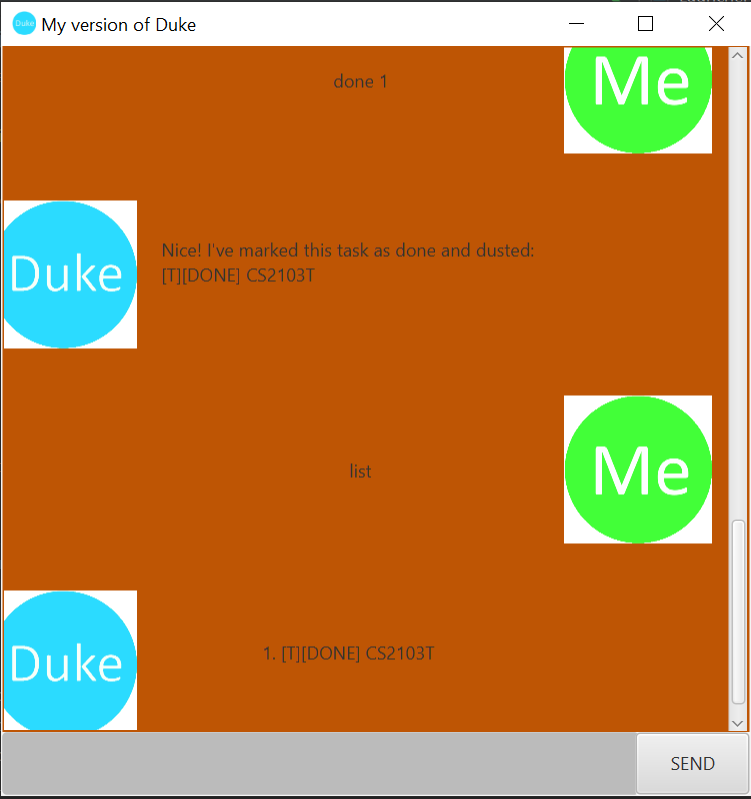 Duke My version of Duke
done 1
Me
Duke
Nice! I've marked this task as done and dusted:
[T][DONE] CS2103T
Me
list
Duke
1. [T][DONE] CS2103T
SEND